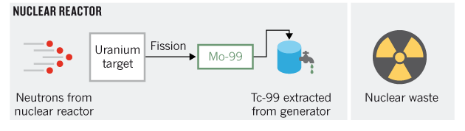 NUCLEAR REACTOR
Uranium
target
Fission
Mo-99
Neutrons from
nuclear reactor
Tc-99 extracted
from generator
Nuclear waste